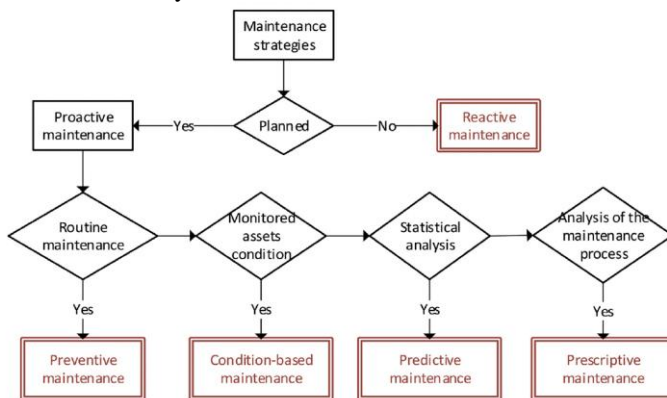 Maintenance
strategies
Proactive
maintenance
Yes
Planned
No
Reactive
maintenance
Routine
maintenance
Monitored
assets
condition
Statistical
analysis
Analysis of the
maintenance
process
Yes
Yes
Yes
Yes
Preventive
maintenance
Condition-based
maintenance
Predictive
maintenance
Prescriptive
maintenance